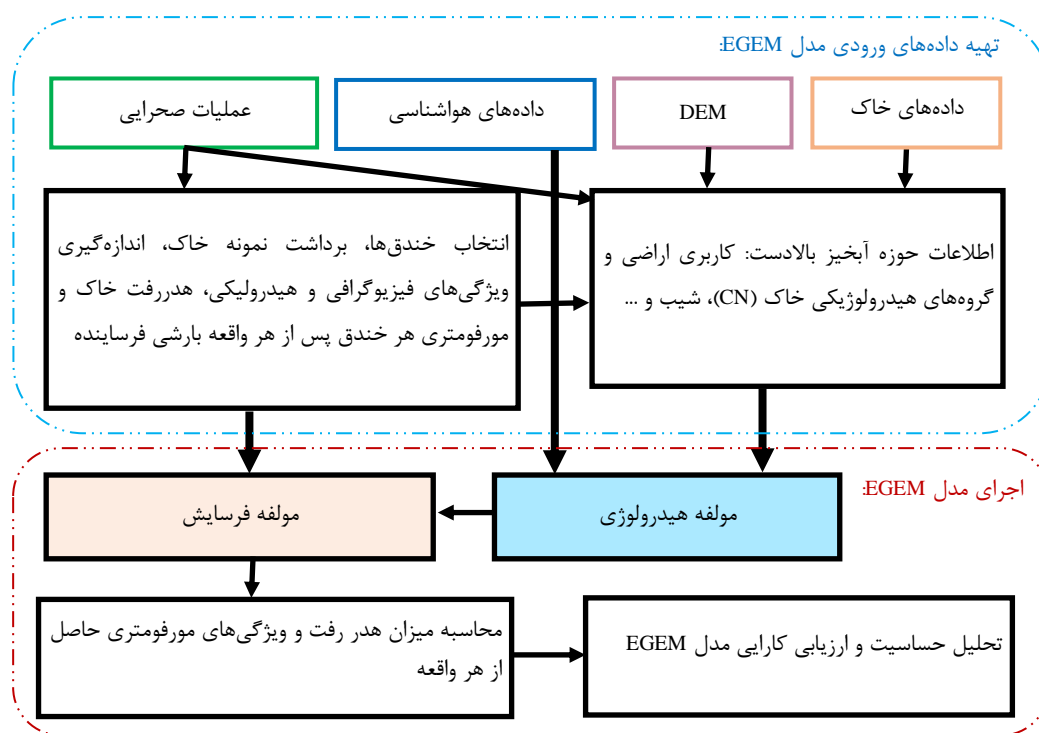 تهیه داده‌های ورودی مدل EGEM:
داده‌های خاک
DEM
داده‌های هواشناسی
عملیات صحرایی
اطلاعات حوزه آبخیز بالادست: کاربری اراضی و
گروه‌های هیدرولوژیکی خاک (CN)، شیب و ...
انتخاب خندق‌ها، برداشت نمونه خاک، اندازه‌گیری
ویژگی‌های فیزیوگرافی و هیدرولیکی، هدررفت خاک و
مورفومتری هر خندق پس از هر واقعه بارشی فرساینده
اجرای مدل EGEM:
مولفه هیدرولوژی
مولفه فرسایش
محاسبه میزان هدر رفت و ویژگی‌های مورفومتری حاصل
از هر واقعه
تحلیل حساسیت و ارزیابی کارایی مدل EGEM